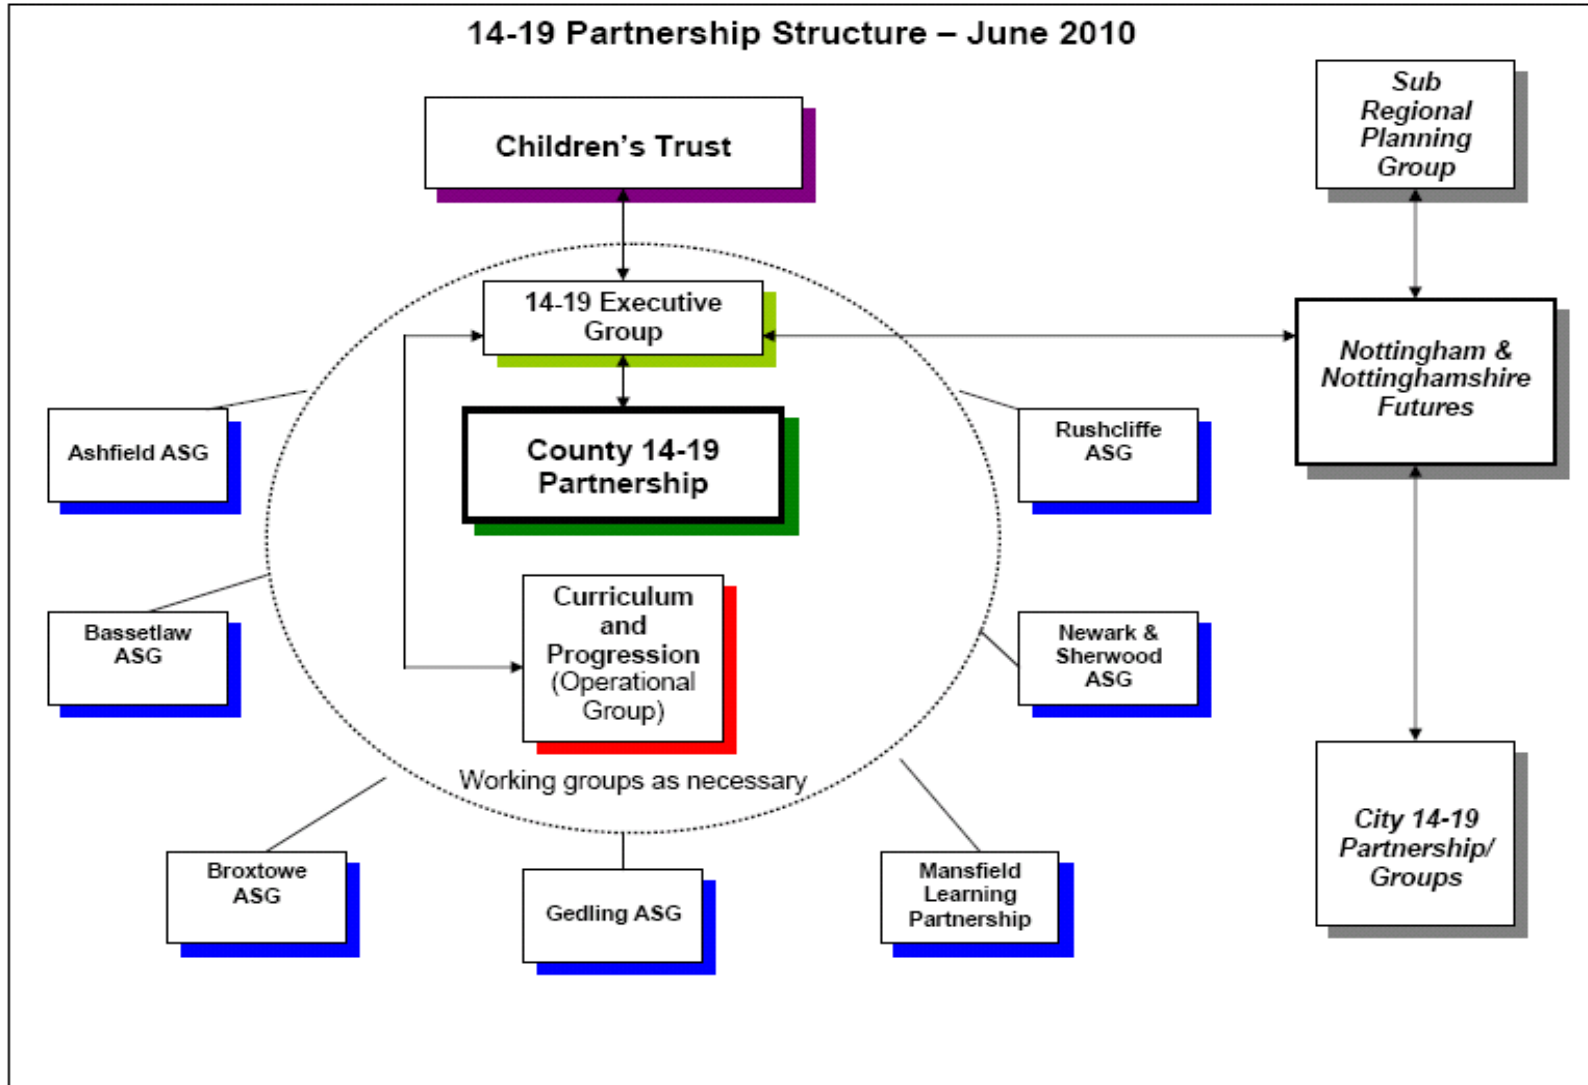 14-19 Partnership Structure – June 2010
Children's Trust
Sub
Regional
Planning
Group
14-19 Executive
Group
Nottingham &
Nottinghamshire
Futures
County 14-19
Partnership
Ashfield ASG
Rushcliffe
ASG
Curriculum
and
Progression
(Operational
Group)
Bassetlaw
ASG
Newark &
Sherwood
ASG
Working groups as necessary
Broxtowe
ASG
Gedling ASG
Mansfield
Learning
Partnership
City 14-19
Partnership/
Groups